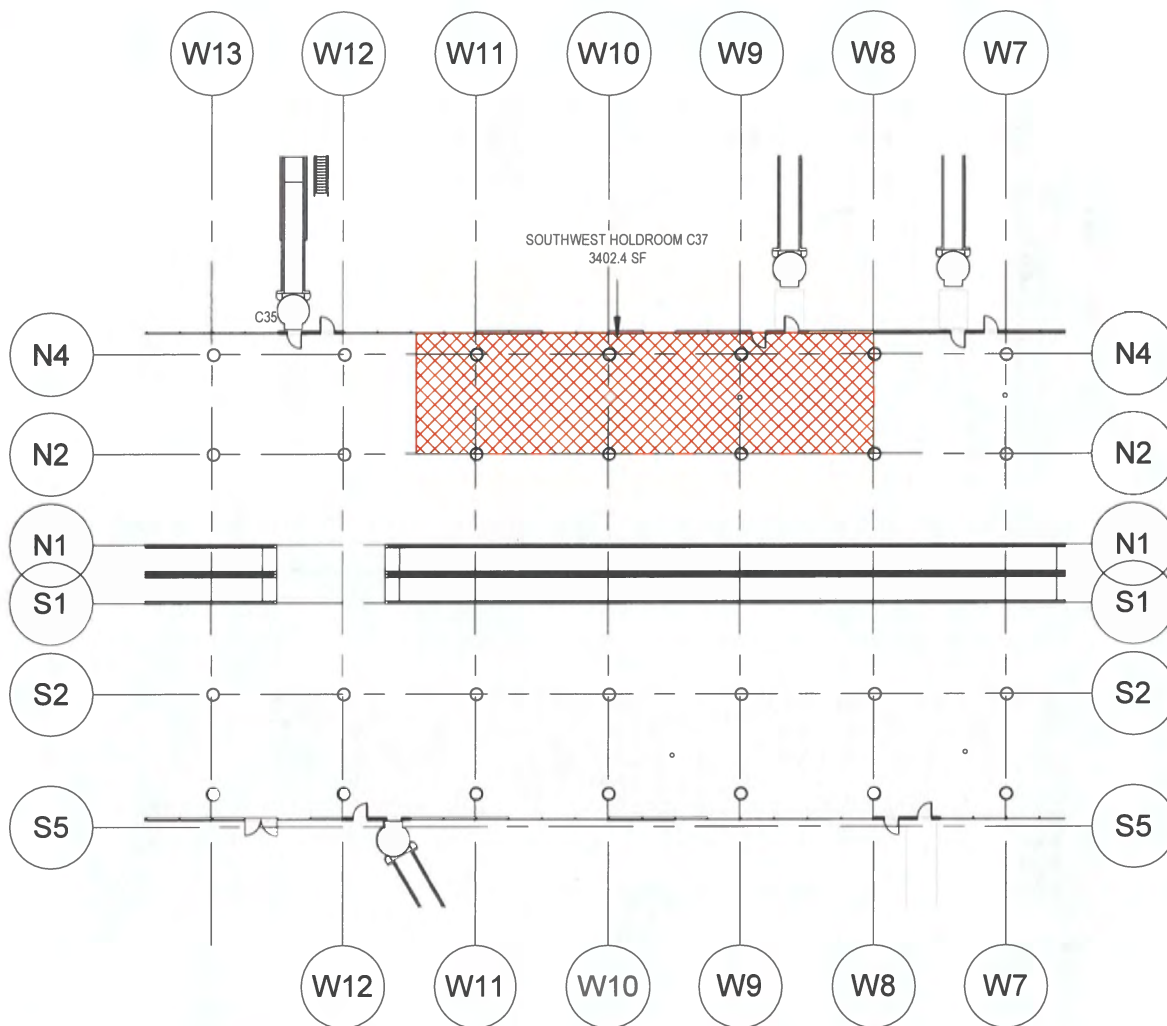 W13 W12 W11 W10 W9 W8 W7
SOUTHWEST HOLDROOM C37
3402.4 SF
C35
N4 N4
N2 N2
N1 N1
S1 S1
S2 S2
S5 S5
W12 W11 W10 W9 W8 W7